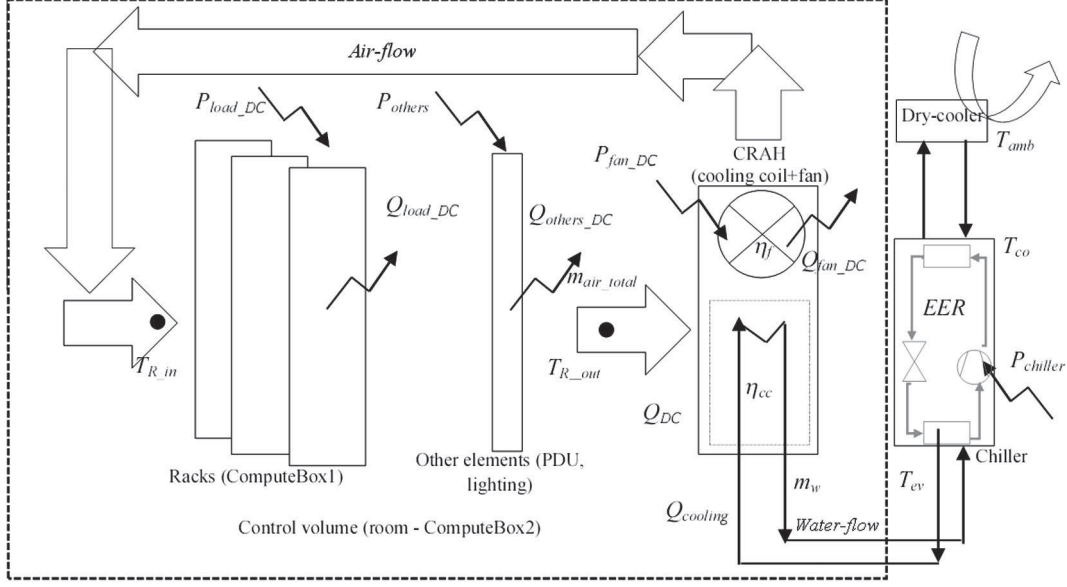 Air-flow
P_load_DC
P_others
Dry-cooler
T_amb
CRAH
(cooling coil+fan)
P_fan_DC
Q_load_DC
Q_others_DC
η_f
Q_fan_DC
T_co
m_air_total
EER
T_R_in
T_R_out
P_chiller
η_cc
Q_DC
Racks (ComputeBox1)
Other elements (PDU,
lighting)
Chiller
T_ev
m_w
Q_cooling
Water-flow
Control volume (room - ComputeBox2)